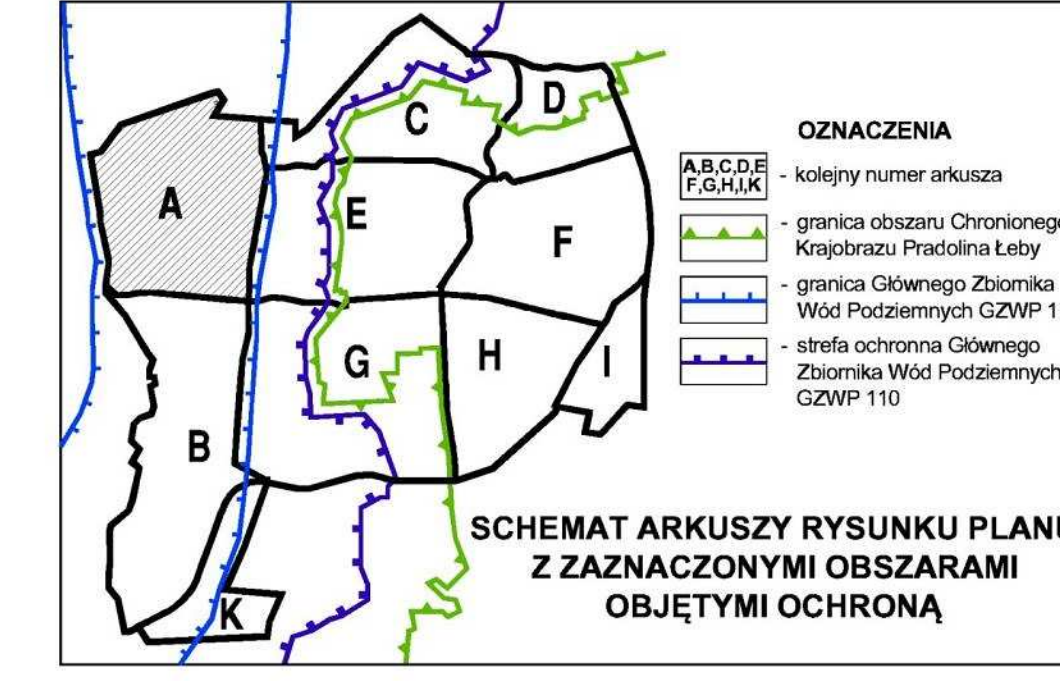 A
B
C
D
E
F
G
H
I
K
OZNACZENIA
A,B,C,D,E
F,G,H,I,K
- kolejny numer arkusza
- granica obszaru Chronionego
Krajobrazu Pradolina Łeby
- granica Głównego Zbiornika
Wód Podziemnych GZWP 1
- strefa ochronna Głównego
Zbiornika Wód Podziemnych
GZWP 110
SCHEMAT ARKUSZY RYSUNKU PLANU
Z ZAZNACZONYMI OBSZARAMI
OBJĘTYMI OCHRONĄ